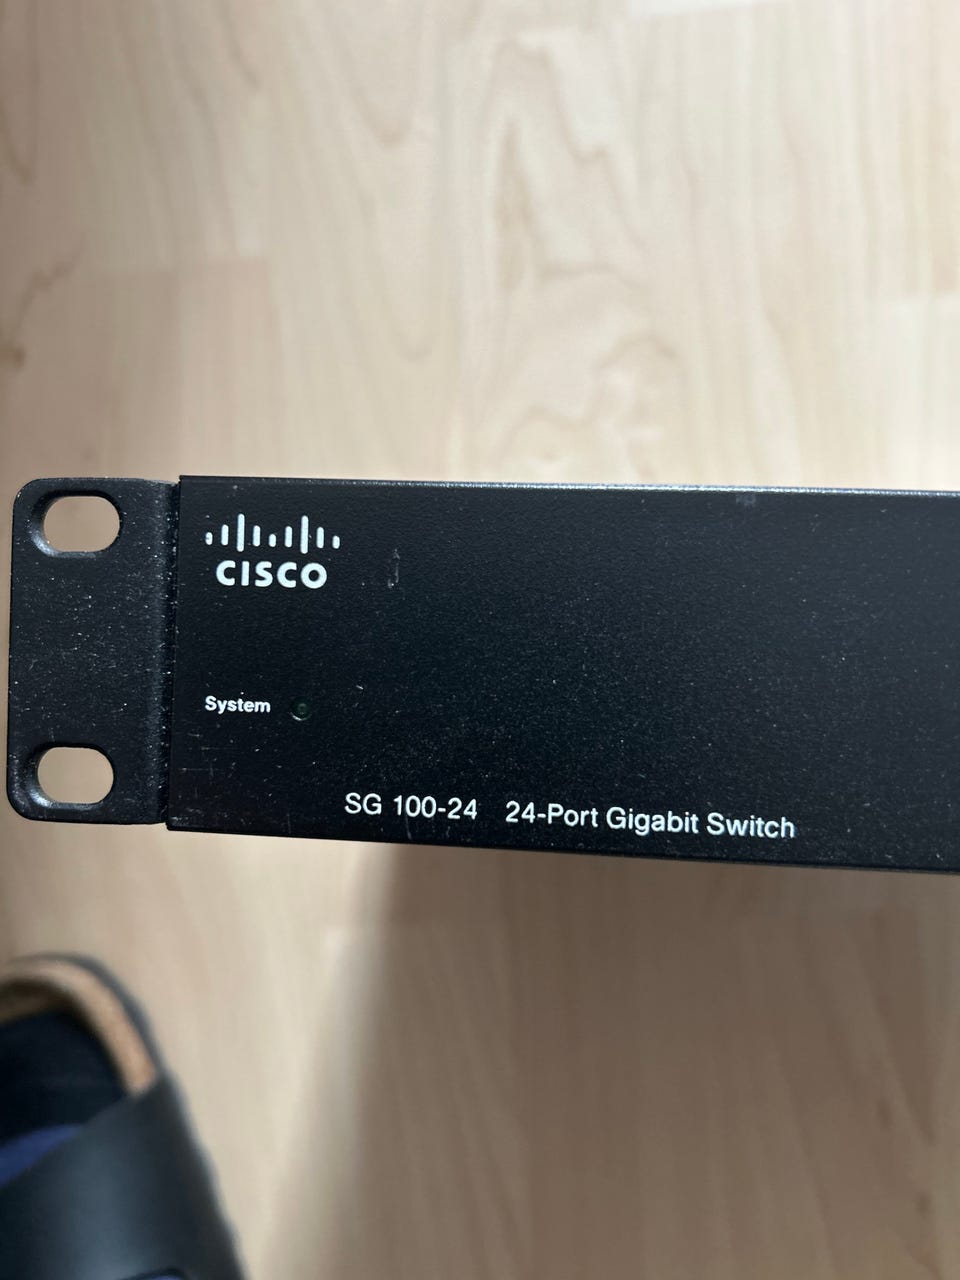 CISCO
System
SG 100-24 24-Port Gigabit Switch